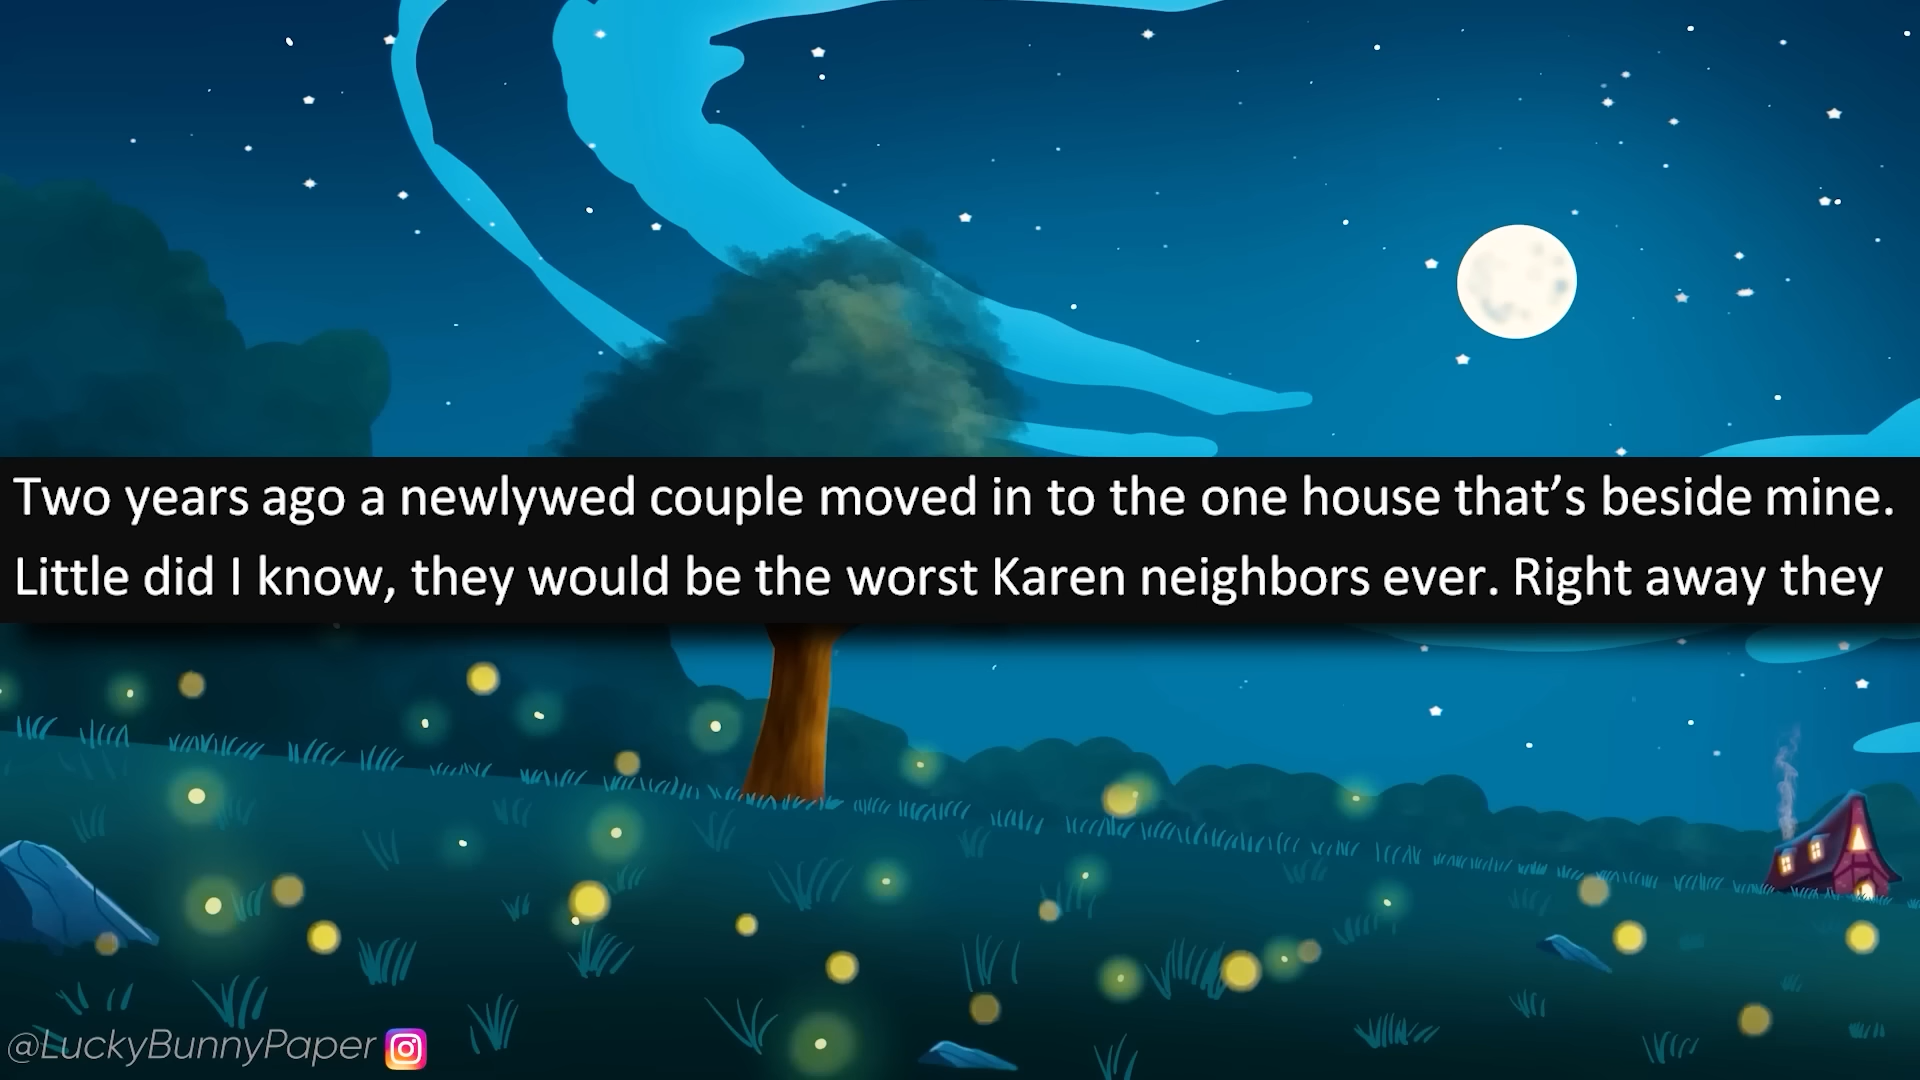 Two years ago a newlywed couple moved in to the one house that’s beside mine.
Little did I know, they would be the worst Karen neighbors ever. Right away they
@LuckyBunnyPaper